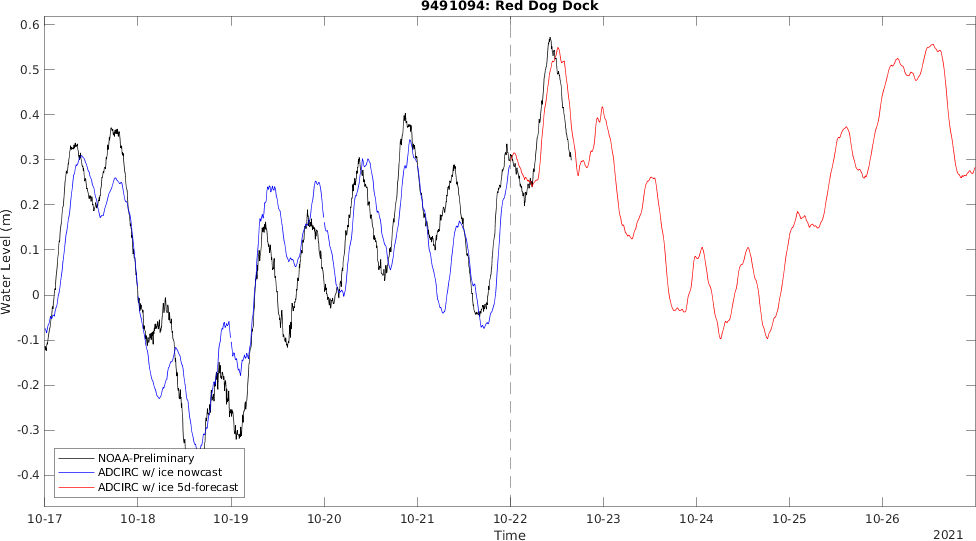 9491094: Red Dog Dock
0.6
0.5
0.4
0.3
0.2
0.1
0
-0.1
-0.2
-0.3
-0.4
Water Level (m)
NOAA-Preliminary
ADCIRC w/ ice nowcast
ADCIRC w/ ice 5d-forecast
10-17 10-18 10-19 10-20 10-21 10-22 10-23 10-24 10-25 10-26
Time
2021